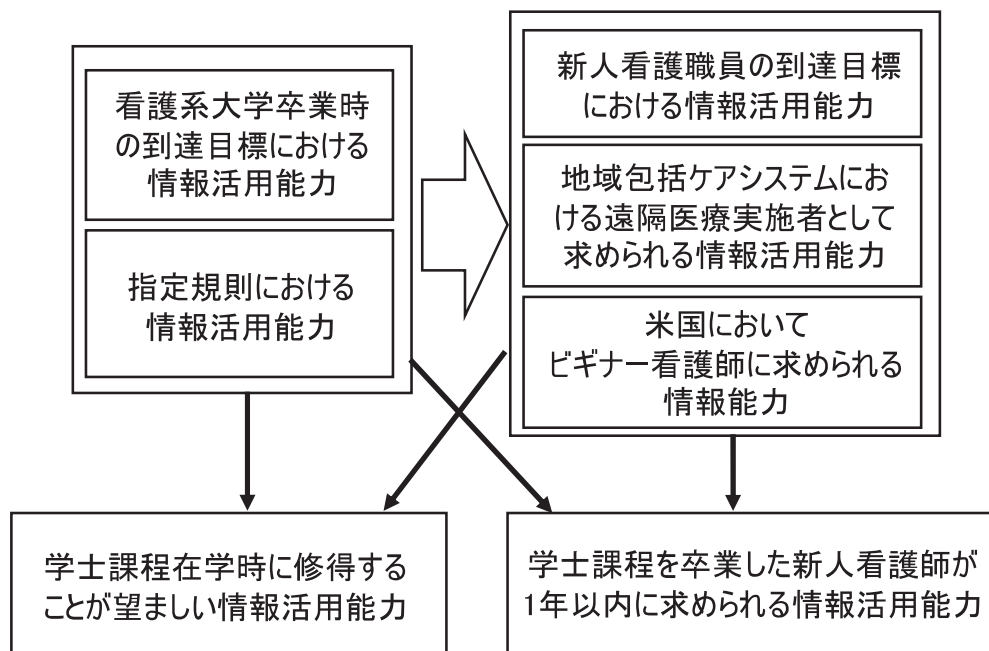 看護系大学卒業時
の到達目標における
情報活用能力
指定規則における
情報活用能力
新人看護職員の到達目標
における情報活用能力
地域包括ケアシステムにお
ける遠隔医療実施者として
求められる情報活用能力
米国において
ビギナー看護師に求められる
情報能力
学士課程在学時に修得する
ことが望ましい情報活用能力
学士課程を卒業した新人看護師が
1年以内に求められる情報活用能力